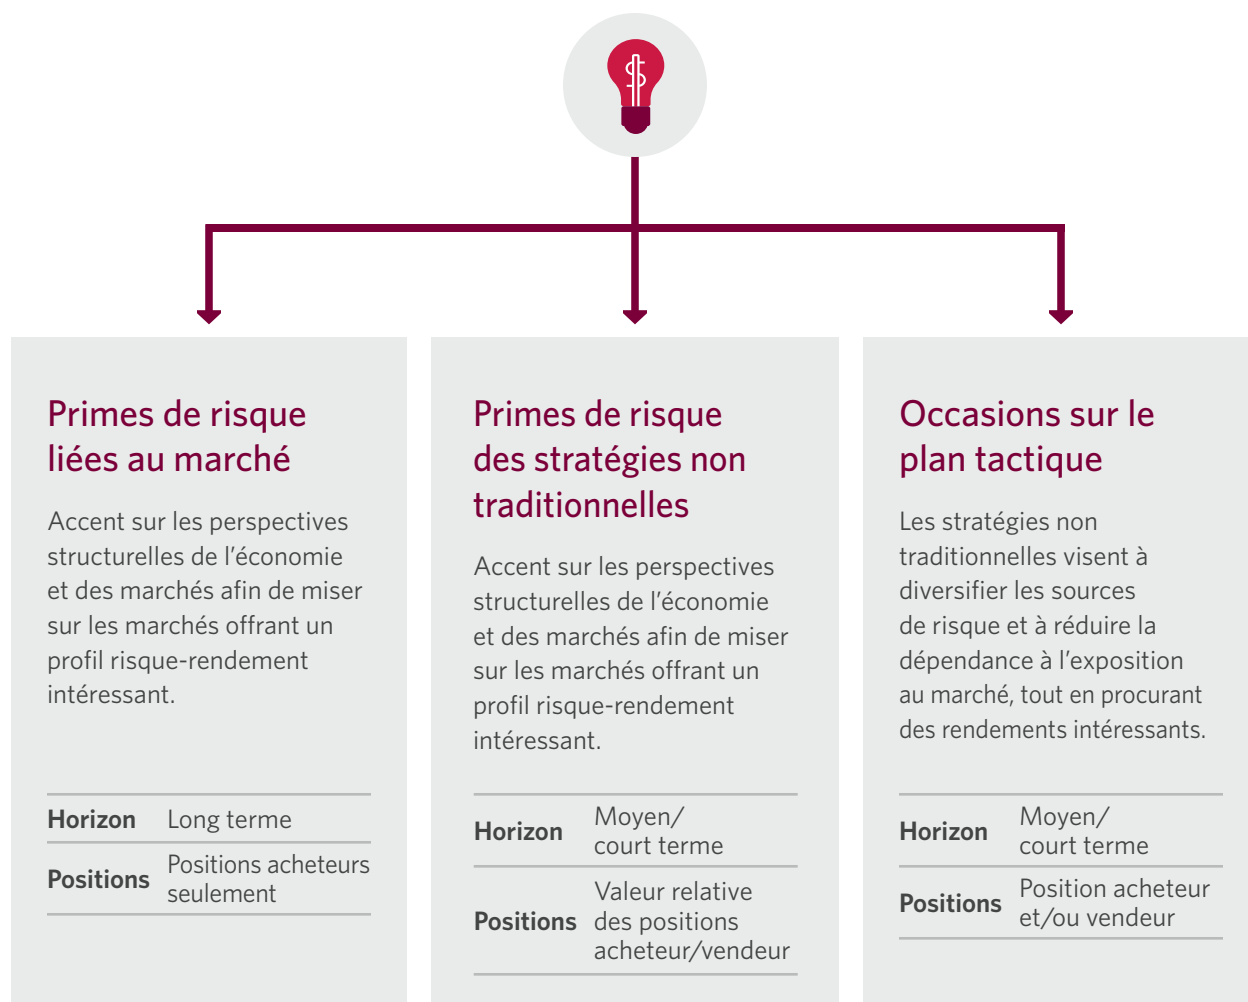 Primes de risque
liées au marché
Accent sur les perspectives
structurelles de l’économie
et des marchés afin de miser
sur les marchés offrant un
profil risque-rendement
intéressant.
Horizon Long terme
Positions Positions acheteurs
seulement
Primes de risque
des stratégies non
traditionnelles
Accent sur les perspectives
structurelles de l’économie
et des marchés afin de miser
sur les marchés offrant un
profil risque-rendement
intéressant.
Horizon Moyen/
court terme
Positions Valeur relative
des positions
acheteur/vendeur
Occasions sur le
plan tactique
Les stratégies non
traditionnelles visent à
diversifier les sources
de risque et à réduire la
dépendance à l’exposition
au marché, tout en procurant
des rendements intéressants.
Horizon Moyen/
court terme
Positions Position acheteur
et/ou vendeur